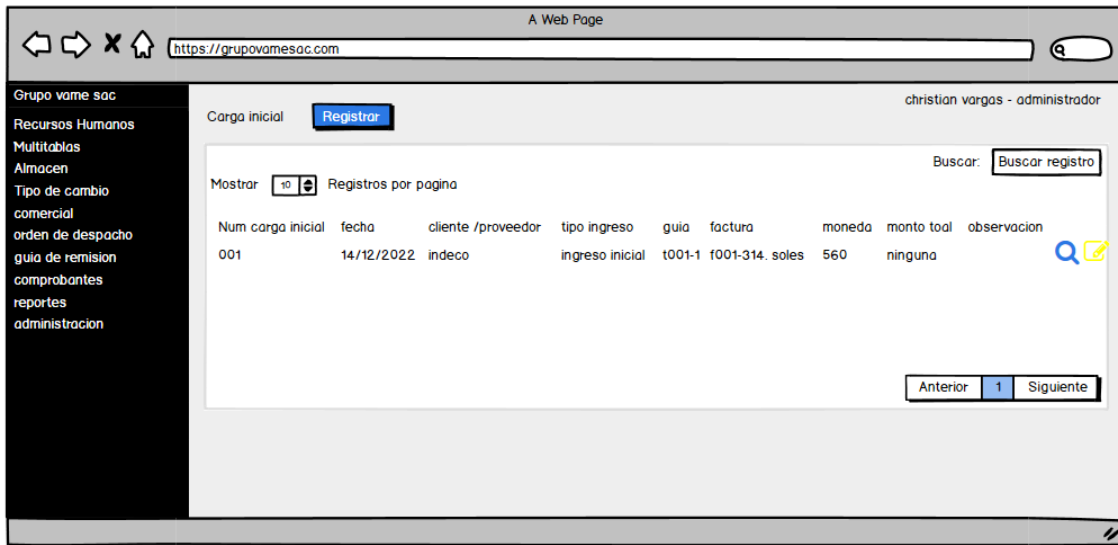 A Web Page
https://grupovamesac.com
Grupo vame sac
Recursos Humanos
Multitablas
Almacen
Tipo de cambio
comercial
orden de despacho
guia de remision
comprobantes
reportes
administracion
christian vargas - administrador
Carga inicial Registrar
Buscar: Buscar registro
Mostrar 10 Registros por pagina
Num carga inicial fecha cliente /proveedor tipo ingreso guia factura moneda monto toal observacion
001 14/12/2022 indeco ingreso inicial t001-1 f001-314. soles 560 ninguna
Anterior 1 Siguiente